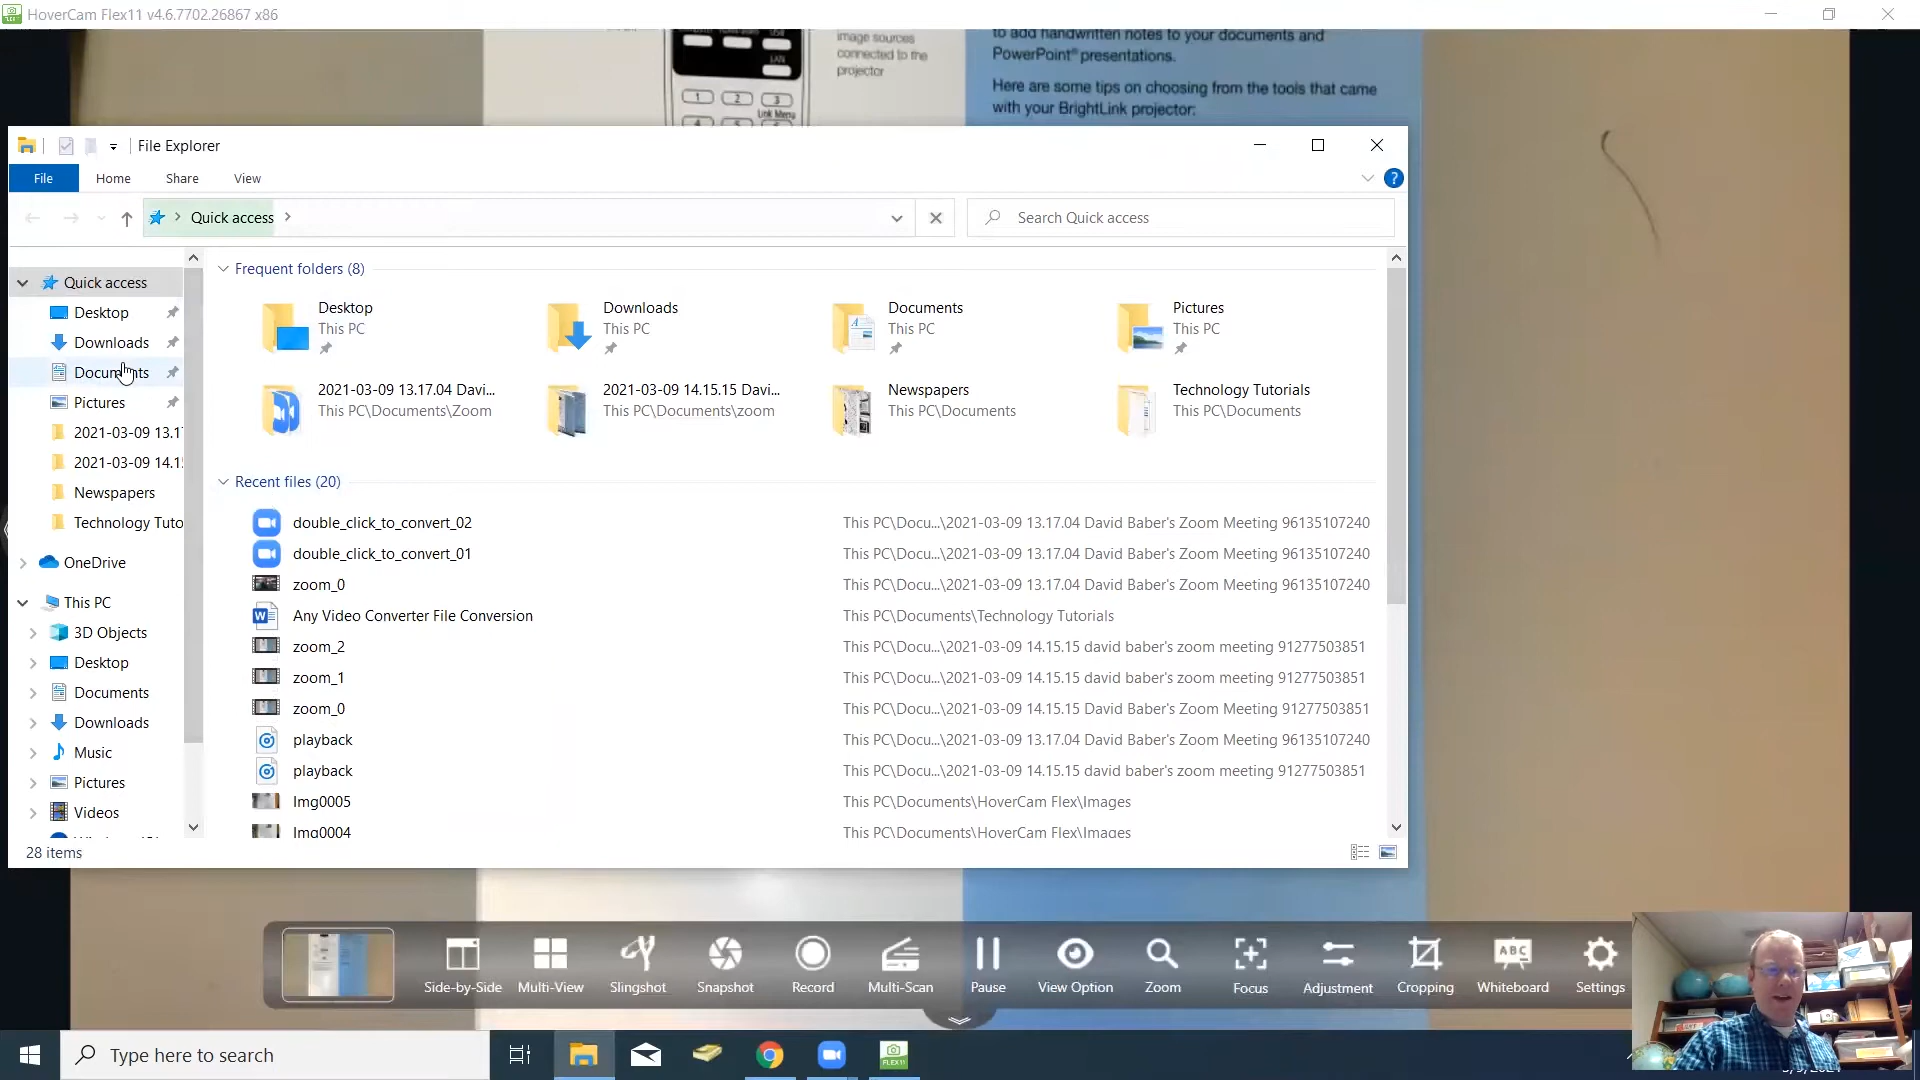 HoverCam Flex11 v4.6.7702.26867 x86
image sources
connected to the
projector
to add handwritten notes to your documents and
PowerPoint® presentations.
Here are some tips on choosing from the tools that came
with your BrightLink projector:
USB
LAN
1 2 3
Link Menu
File Explorer
File Home Share View
Quick access
Search Quick access
Quick access
Desktop
Downloads
Documents
Pictures
2021-03-09 13.17
2021-03-09 14.15
Newspapers
Technology Tuto
OneDrive
This PC
3D Objects
Desktop
Documents
Downloads
Music
Pictures
Videos
Frequent folders (8)
Desktop
This PC
Downloads
This PC
Documents
This PC
Pictures
This PC
2021-03-09 13.17.04 Davi...
This PC\Documents\Zoom
2021-03-09 14.15.15 Davi...
This PC\Documents\zoom
Newspapers
This PC\Documents
Technology Tutorials
This PC\Documents
Recent files (20)
double_click_to_convert_02 This PC\Docu...\2021-03-09 13.17.04 David Baber's Zoom Meeting 96135107240
double_click_to_convert_01 This PC\Docu...\2021-03-09 13.17.04 David Baber's Zoom Meeting 96135107240
zoom_0 This PC\Docu...\2021-03-09 13.17.04 David Baber's Zoom Meeting 96135107240
Any Video Converter File Conversion This PC\Documents\Technology Tutorials
zoom_2 This PC\Docu...\2021-03-09 14.15.15 david baber's zoom meeting 91277503851
zoom_1 This PC\Docu...\2021-03-09 14.15.15 david baber's zoom meeting 91277503851
zoom_0 This PC\Docu...\2021-03-09 14.15.15 David Baber's Zoom Meeting 91277503851
playback This PC\Docu...\2021-03-09 13.17.04 David Baber's Zoom Meeting 96135107240
playback This PC\Docu...\2021-03-09 14.15.15 david baber's zoom meeting 91277503851
Img0005 This PC\Documents\HoverCam Flex\Images
Img0004 This PC\Documents\HoverCam Flex\Images
28 items
Side-by-Side Multi-View Slingshot Snapshot Record Multi-Scan Pause View Option Zoom Focus Adjustment Cropping ABC Whiteboard Settings
Type here to search
FLEX11